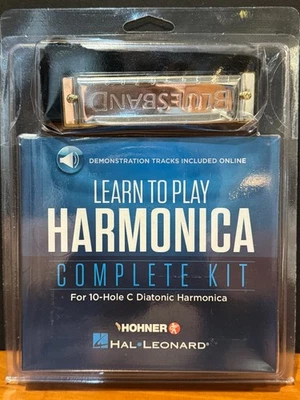 BLUESBAND
DEMONSTRATION TRACKS INCLUDED ONLINE
LEARN TO PLAY
HARMONICA
COMPLETE KIT
For 10-Hole C Diatonic Harmonica
HOHNER
HAL•LEONARD®